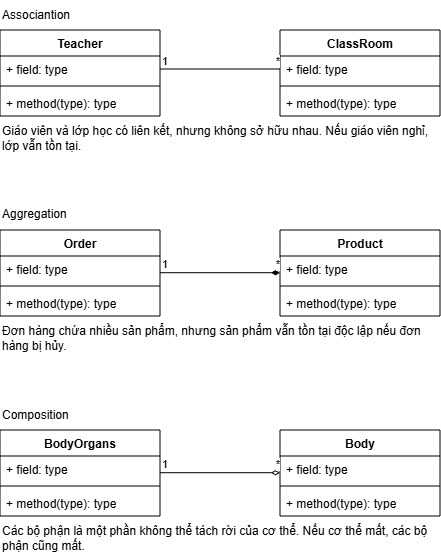 Associantion
Teacher
ClassRoom
1
*
+ field: type
+ field: type
+ method(type): type
+ method(type): type
Giáo viên và lớp học có liên kết, nhưng không sở hữu nhau. Nếu giáo viên nghỉ,
lớp vẫn tồn tại.
Aggregation
Order
Product
1
*
+ field: type
+ field: type
+ method(type): type
+ method(type): type
Đơn hàng chứa nhiều sản phẩm, nhưng sản phẩm vẫn tồn tại độc lập nếu đơn
hàng bị hủy.
Composition
BodyOrgans
Body
1
*
+ field: type
+ field: type
+ method(type): type
+ method(type): type
Các bộ phận là một phần không thể tách rời của cơ thể. Nếu cơ thể mất, các bộ
phận cũng mất.